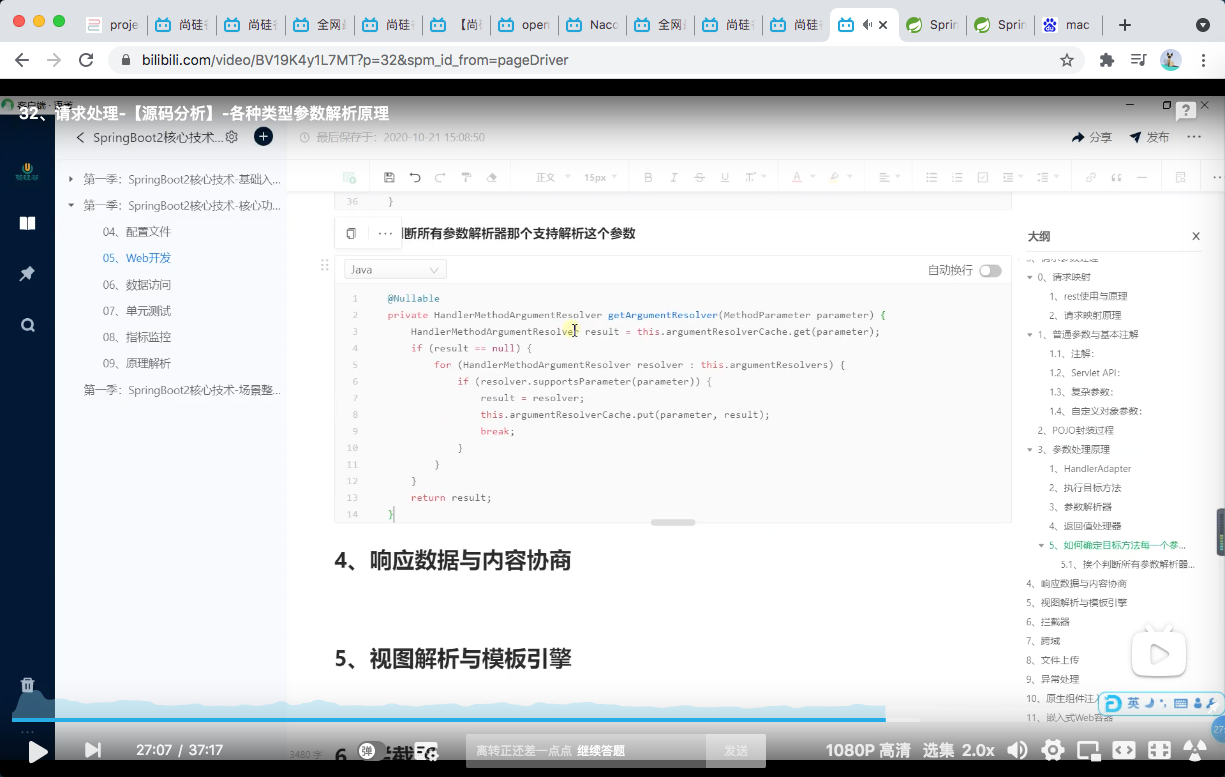 proje
尚硅
尚硅
全网
尚硅
【尚
open
Naco
全网
尚硅
尚硅
Sprin
Sprin
mac
bilibili.com/video/BV19K4y1L7MT?p=32&spm_id_from=pageDriver
32、请求处理-【源码分析】-各种类型参数解析原理
SpringBoot2核心技术...
最后保存于：2020-10-21 15:08:50
分享
发布
第一季：SpringBoot2核心技术-基础入...
第一季：SpringBoot2核心技术-核心功...
04、配置文件
05、Web开发
06、数据访问
07、单元测试
08、指标监控
09、原理解析
第一季：SpringBoot2核心技术-场景整...
正文
15px
36 }
断所有参数解析器那个支持解析这个参数
Java
自动换行
1 @Nullable
2 private HandlerMethodArgumentResolver getArgumentResolver(MethodParameter parameter) {
3 HandlerMethodArgumentResolver result = this.argumentResolverCache.get(parameter);
4 if (result == null) {
5 for (HandlerMethodArgumentResolver resolver : this.argumentResolvers) {
6 if (resolver.supportsParameter(parameter)) {
7 result = resolver;
8 this.argumentResolverCache.put(parameter, result);
9 break;
10 }
11 }
12 }
13 return result;
14 }
4、响应数据与内容协商
5、视图解析与模板引擎
大纲
0、请求映射
1、rest使用与原理
2、请求映射原理
1、普通参数与基本注解
1.1、注解：
1.2、Servlet API：
1.3、复杂参数：
1.4、自定义对象参数：
2、POJO封装过程
3、参数处理原理
1、HandlerAdapter
2、执行目标方法
3、参数解析器
4、返回值处理器
5、如何确定目标方法每一个参...
5.1、挨个判断所有参数解析器...
4、响应数据与内容协商
5、视图解析与模板引擎
6、拦截器
7、跨域
8、文件上传
9、异常处理
10、原生组件注入
11、嵌入式Web容器
英
27:07 / 37:17
3480 字
弹
离转正还差一点点 继续答题
发送
1080P 高清
选集
2.0x